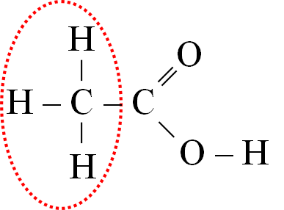 H O
H – C – C
H O – H